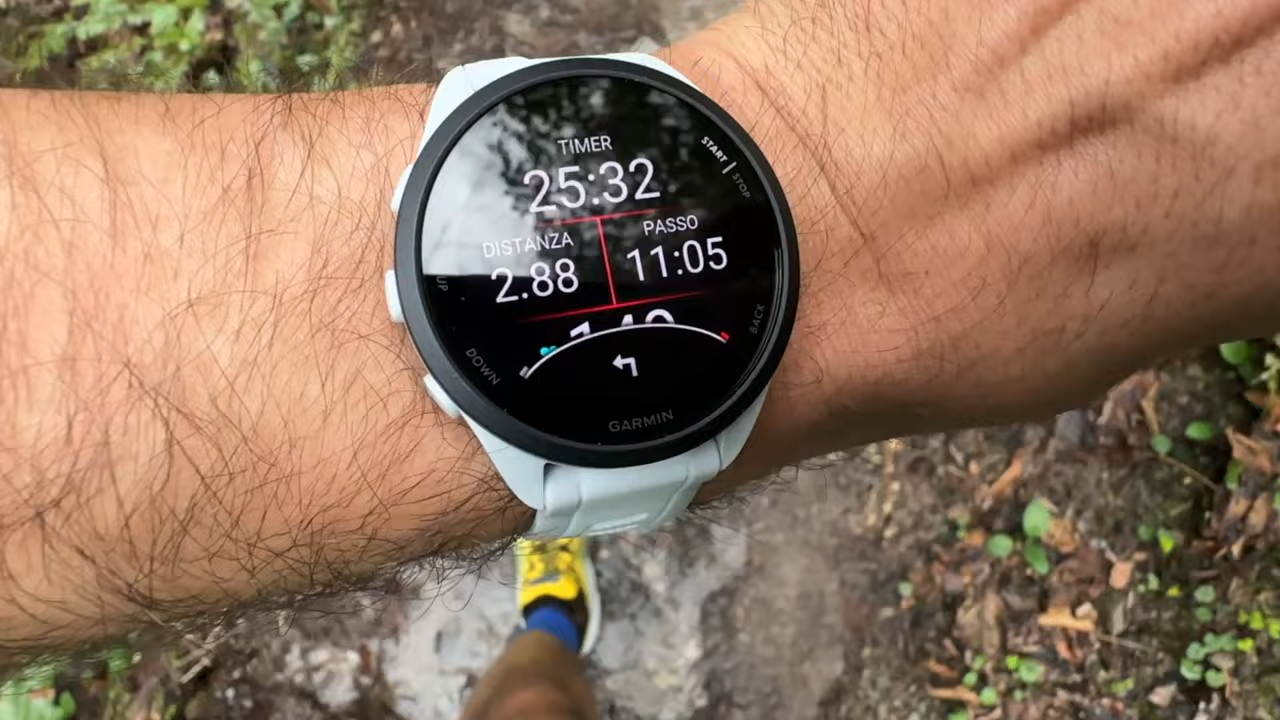 TIMER
START
STOP
25:32
DISTANZA
PASSO
2.88
11:05
UP
BACK
DOWN
GARMIN